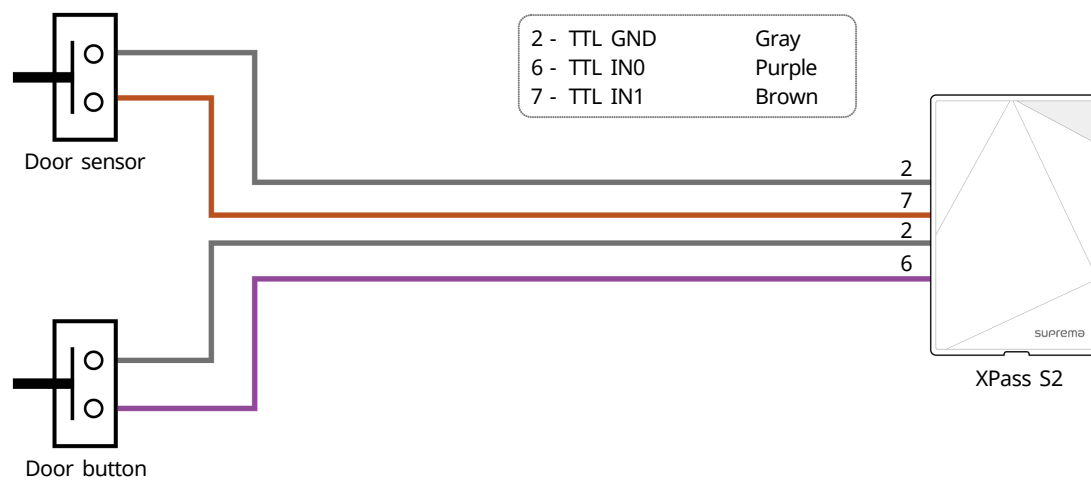 2 - TTL GND Gray
6 - TTL IN0 Purple
7 - TTL IN1 Brown
Door sensor
2
7
2
6
suprema
XPass S2
Door button